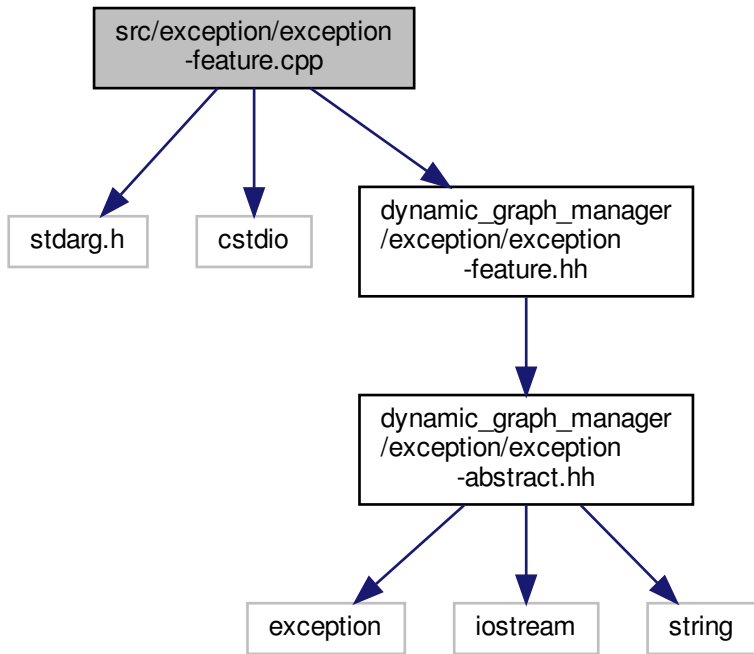 src/exception/exception
-feature.cpp
stdarg.h
cstdio
dynamic_graph_manager
/exception/exception
-feature.hh
dynamic_graph_manager
/exception/exception
-abstract.hh
exception
iostream
string